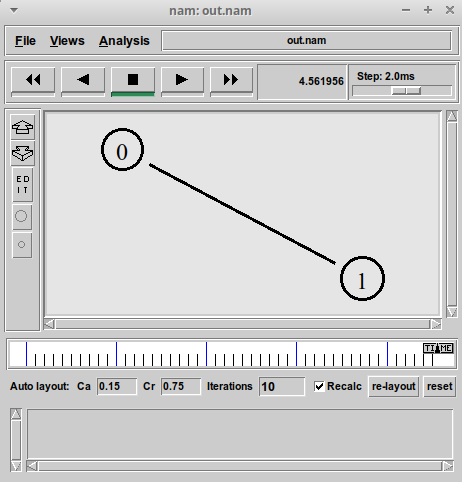 nam: out.nam
File Views Analysis out.nam
4.561956 Step: 2.0ms
0
EDIT
1
TIME
Auto layout: Ca 0.15 Cr 0.75 Iterations 10 Recalc re-layout reset